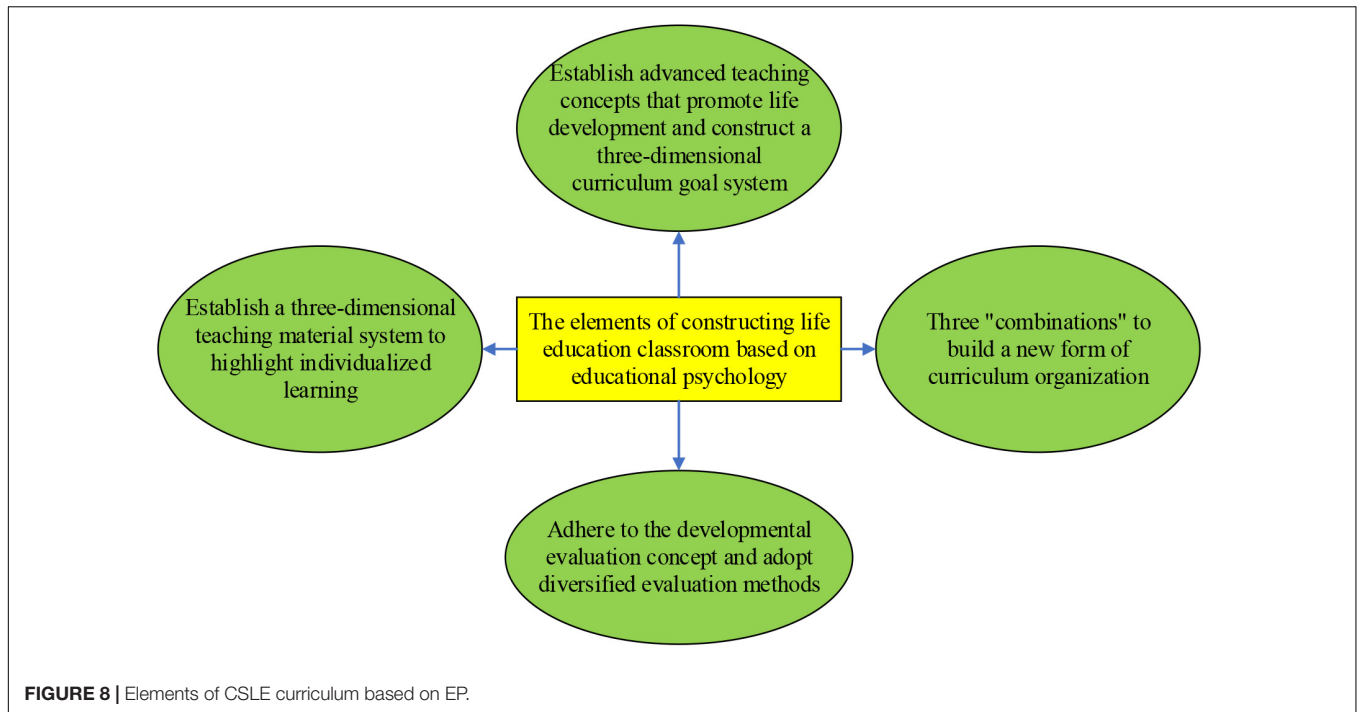 Establish advanced teaching
concepts that promote life
development and construct a
three-dimensional
curriculum goal system
Establish a three-dimensional
teaching material system to
highlight individualized
learning
The elements of constructing life
education classroom based on
educational psychology
Three "combinations" to
build a new form of
curriculum organization
Adhere to the developmental
evaluation concept and adopt
diversified evaluation methods
FIGURE 8 | Elements of CSLE curriculum based on EP.